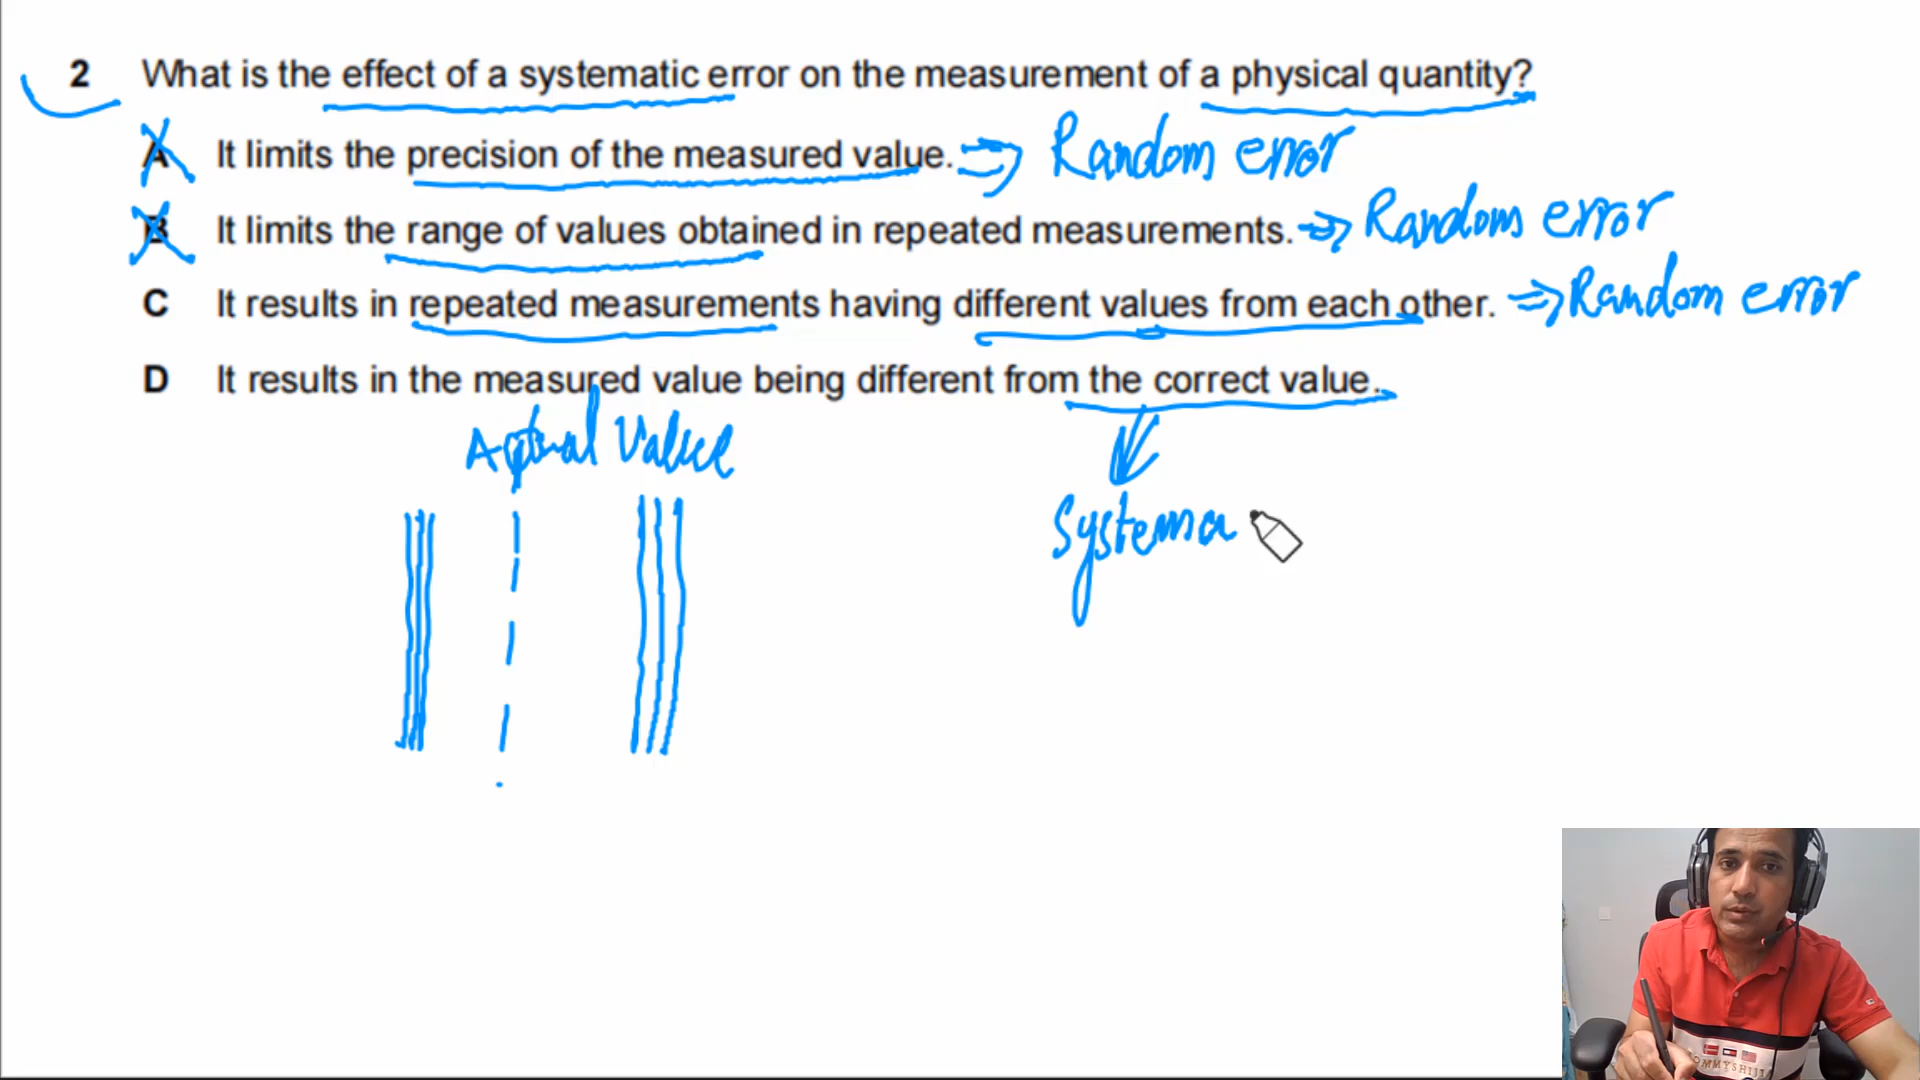 2 What is the effect of a systematic error on the measurement of a physical quantity?
A It limits the precision of the measured value. ⇒ Random error
B It limits the range of values obtained in repeated measurements. ⇒ Random error
C It results in repeated measurements having different values from each other. ⇒ Random error
D It results in the measured value being different from the correct value.
Actual Value
Systema